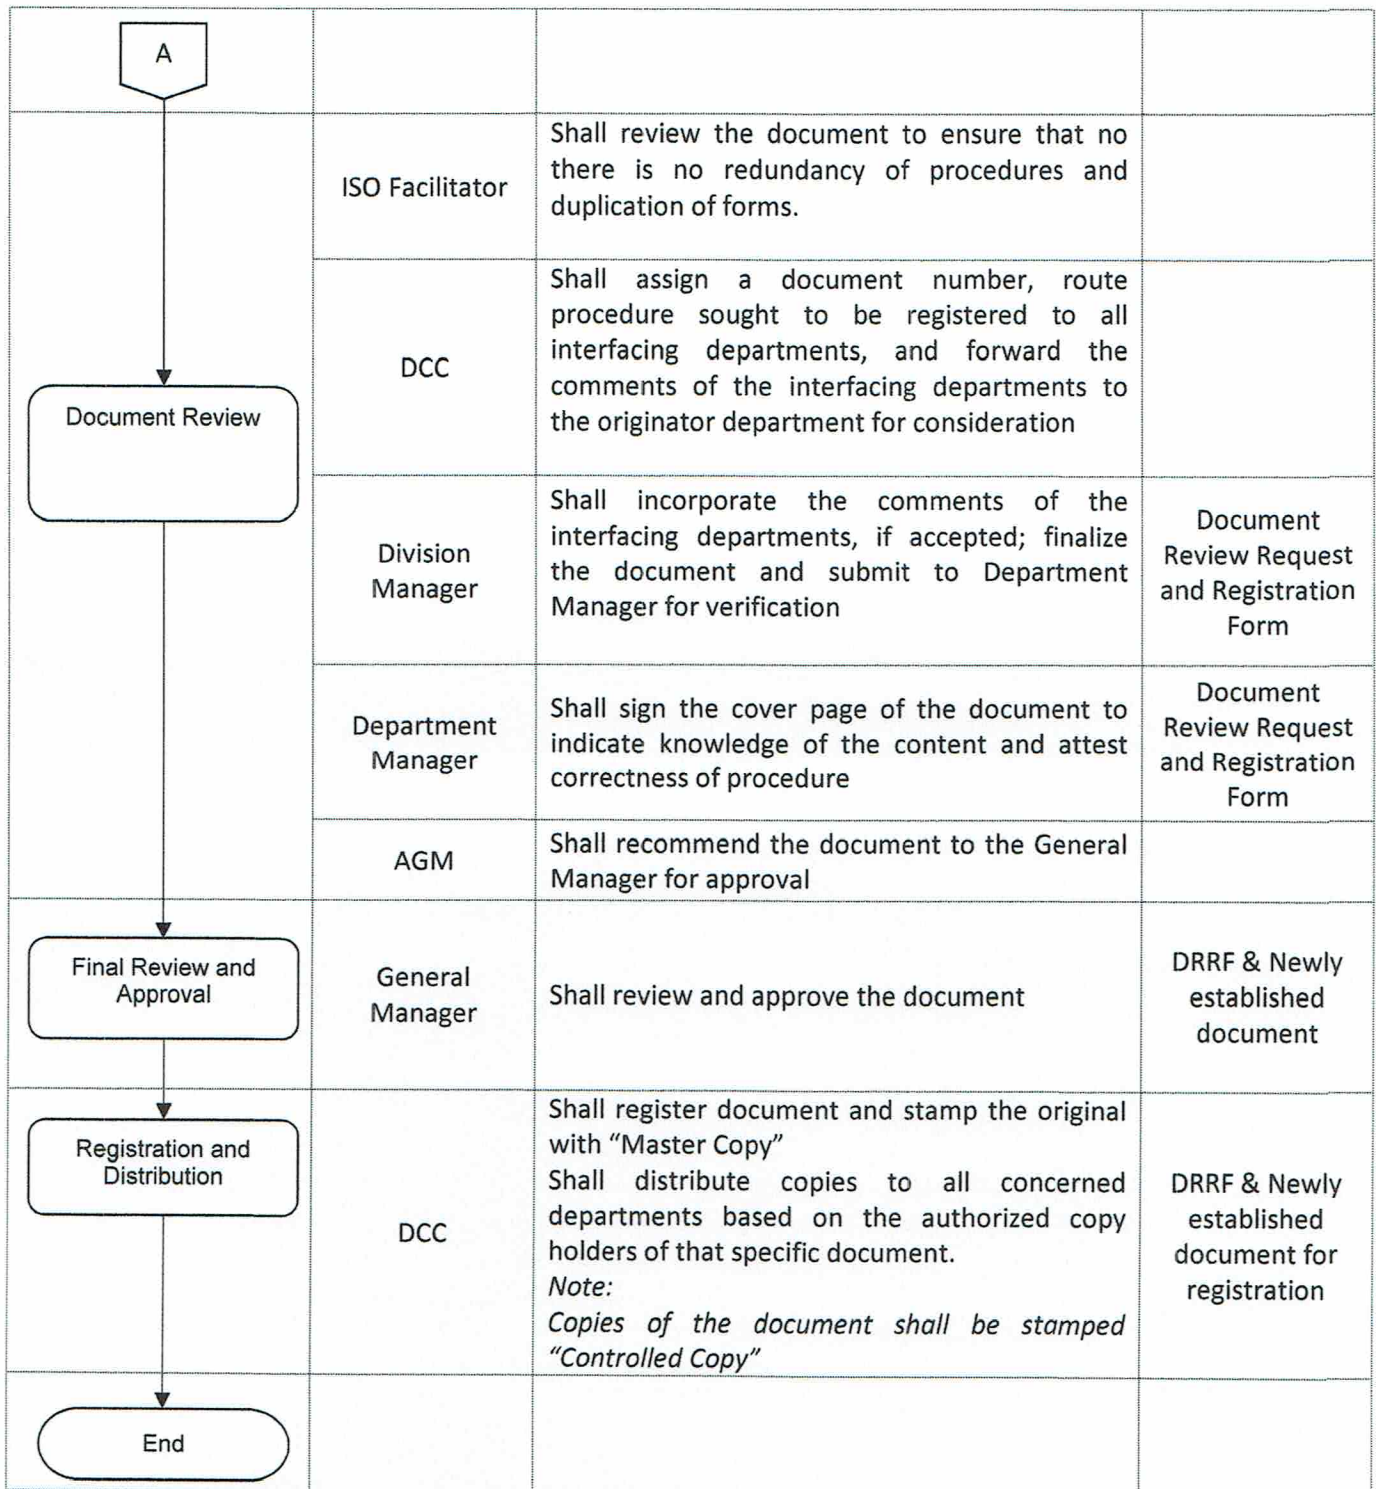 A
ISO Facilitator
Shall review the document to ensure that no
there is no redundancy of procedures and
duplication of forms.
DCC
Shall assign a document number, route
procedure sought to be registered to all
interfacing departments, and forward the
comments of the interfacing departments to
the originator department for consideration
Document Review
Division
Manager
Shall incorporate the comments of the
interfacing departments, if accepted; finalize
the document and submit to Department
Manager for verification
Document
Review Request
and Registration
Form
Department
Manager
Shall sign the cover page of the document to
indicate knowledge of the content and attest
correctness of procedure
Document
Review Request
and Registration
Form
AGM
Shall recommend the document to the General
Manager for approval
Final Review and
Approval
General
Manager
Shall review and approve the document
DRRF & Newly
established
document
Registration and
Distribution
DCC
Shall register document and stamp the original
with “Master Copy”
Shall distribute copies to all concerned
departments based on the authorized copy
holders of that specific document.
Note:
Copies of the document shall be stamped
“Controlled Copy”
DRRF & Newly
established
document for
registration
End